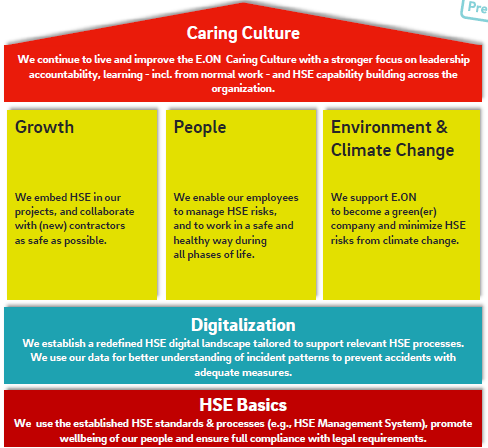 Pre
Caring Culture
We continue to live and improve the E.ON Caring Culture with a stronger focus on leadership
accountability, learning - incl. from normal work - and HSE capability building across the
organization.
Growth
We embed HSE in our
projects, and collaborate
with (new) contractors
as safe as possible.
People
We enable our employees
to manage HSE risks,
and to work in a safe and
healthy way during
all phases of life.
Environment &
Climate Change
We support E.ON
to become a green(er)
company and minimize HSE
risks from climate change.
Digitalization
We establish a redefined HSE digital landscape tailored to support relevant HSE processes.
We use our data for better understanding of incident patterns to prevent accidents with
adequate measures.
HSE Basics
We use the established HSE standards & processes (e.g., HSE Management System), promote
wellbeing of our people and ensure full compliance with legal requirements.